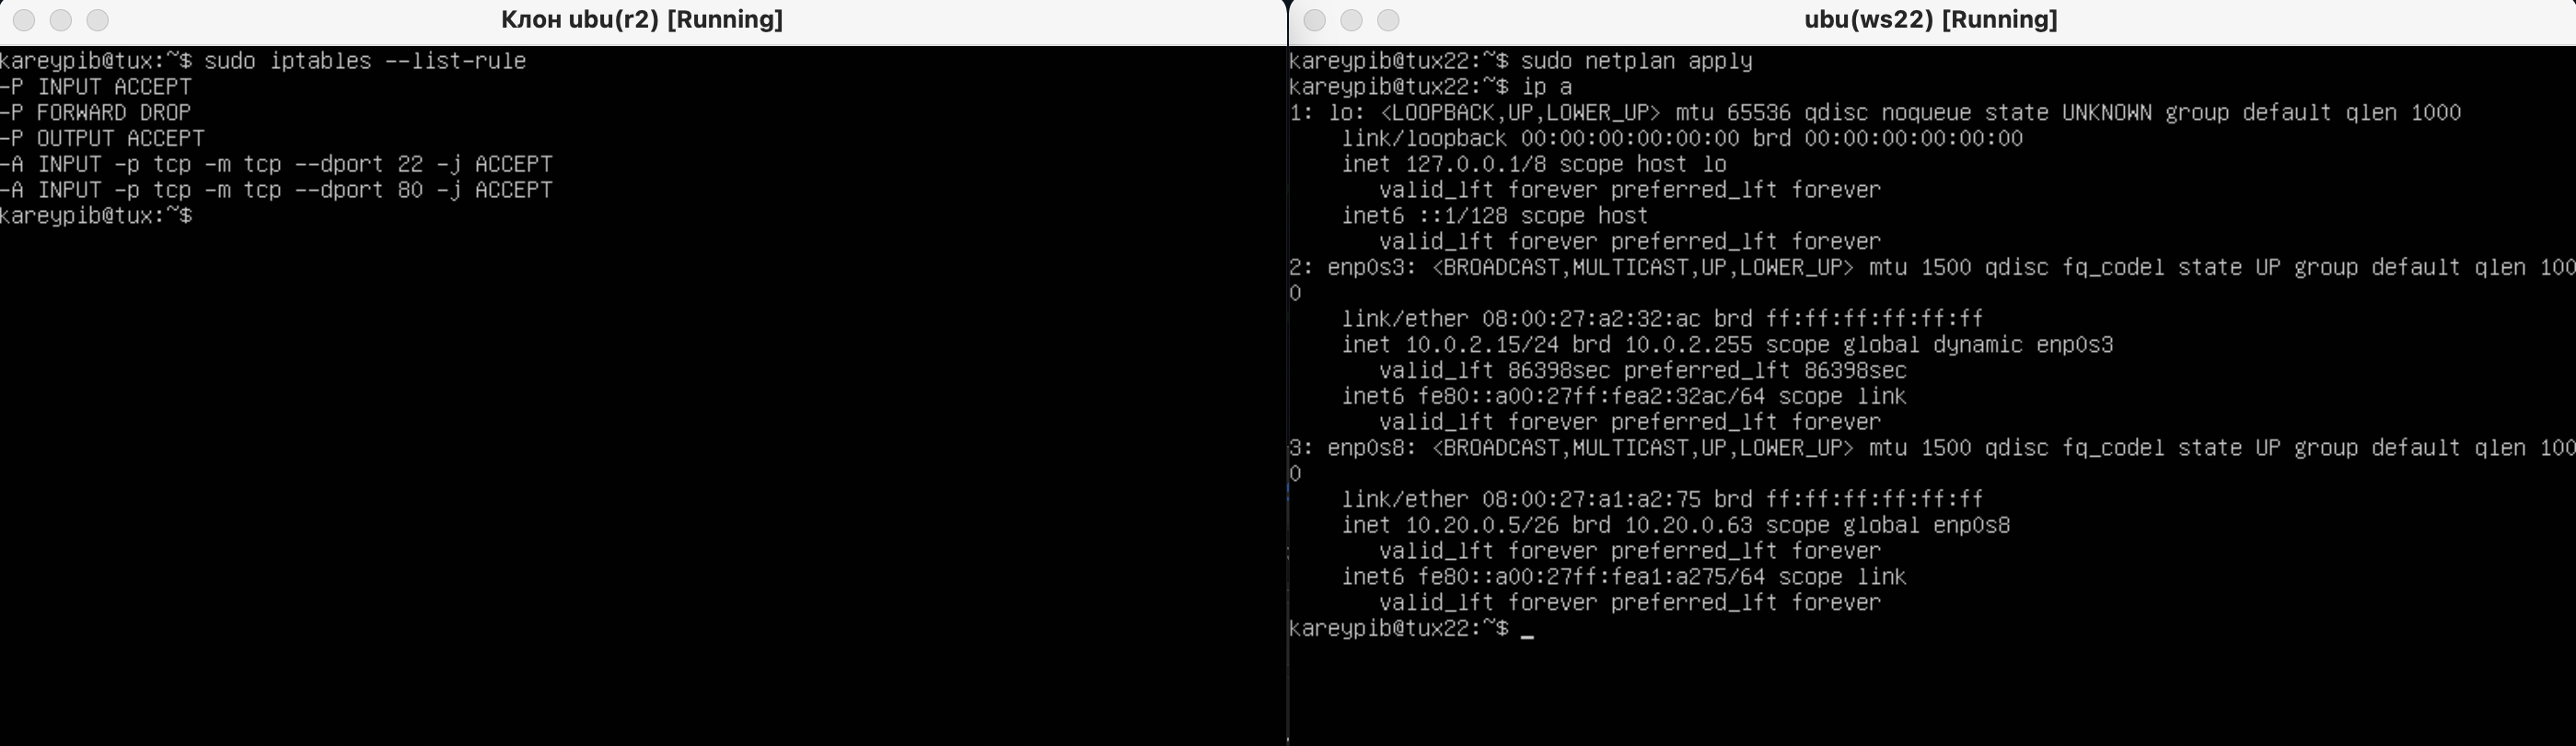 Клон ubu(r2) [Running]
kareypib@tux:~$ sudo iptables --list-rule
-P INPUT ACCEPT
-P FORWARD DROP
-P OUTPUT ACCEPT
-A INPUT -p tcp -m tcp --dport 22 -j ACCEPT
-A INPUT -p tcp -m tcp --dport 80 -j ACCEPT
kareypib@tux:~$
ubu(ws22) [Running]
kareypib@tux22:~$ sudo netplan apply
kareypib@tux22:~$ ip a
1: lo: <LOOPBACK,UP,LOWER_UP> mtu 65536 qdisc noqueue state UNKNOWN group default qlen 1000
link/loopback 00:00:00:00:00:00 brd 00:00:00:00:00:00
inet 127.0.0.1/8 scope host lo
valid_lft forever preferred_lft forever
inet6 ::1/128 scope host
valid_lft forever preferred_lft forever
2: enp0s3: <BROADCAST,MULTICAST,UP,LOWER_UP> mtu 1500 qdisc fq_codel state UP group default qlen 100
0
link/ether 08:00:27:a2:32:ac brd ff:ff:ff:ff:ff:ff
inet 10.0.2.15/24 brd 10.0.2.255 scope global dynamic enp0s3
valid_lft 86398sec preferred_lft 86398sec
inet6 fe80::a00:27ff:fea2:32ac/64 scope link
valid_lft forever preferred_lft forever
3: enp0s8: <BROADCAST,MULTICAST,UP,LOWER_UP> mtu 1500 qdisc fq_codel state UP group default qlen 100
0
link/ether 08:00:27:a1:a2:75 brd ff:ff:ff:ff:ff:ff
inet 10.20.0.5/26 brd 10.20.0.63 scope global enp0s8
valid_lft forever preferred_lft forever
inet6 fe80::a00:27ff:fea1:a275/64 scope link
valid_lft forever preferred_lft forever
kareypib@tux22:~$ _